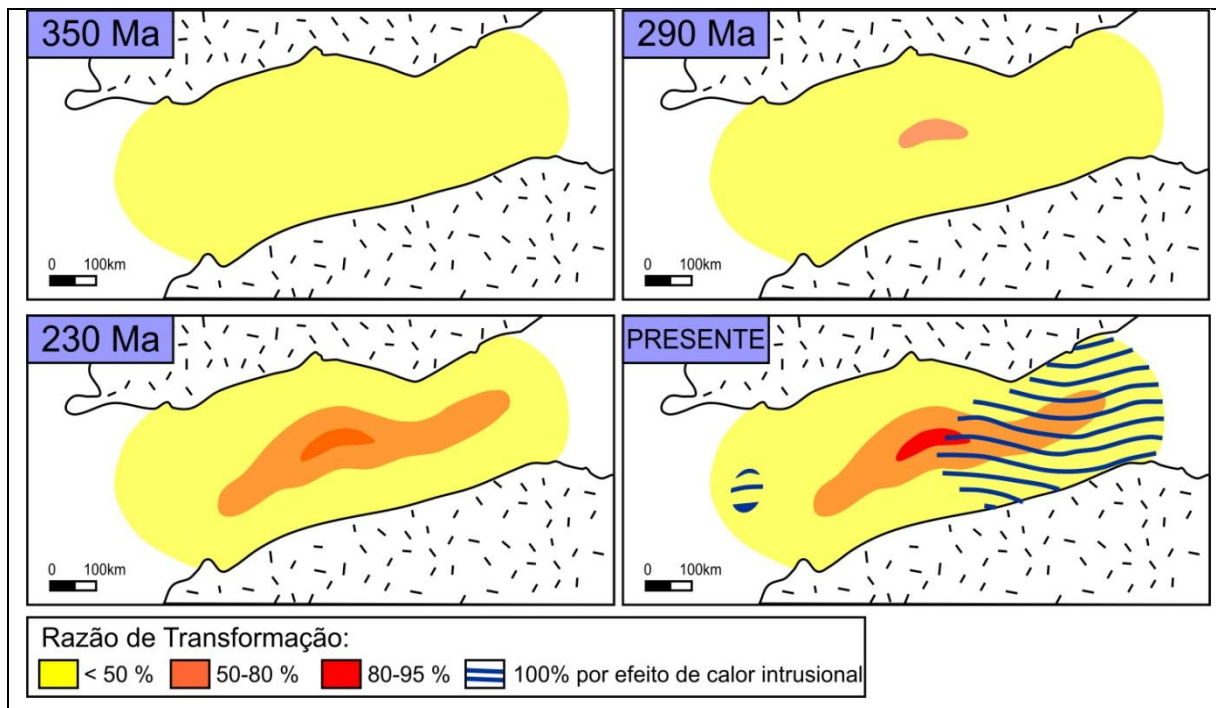 350 Ma
290 Ma
0 100km
0 100km
230 Ma
PRESENTE
0 100km
0 100km
Razão de Transformação:
< 50 % 50-80 % 80-95 % 100% por efeito de calor intrusional